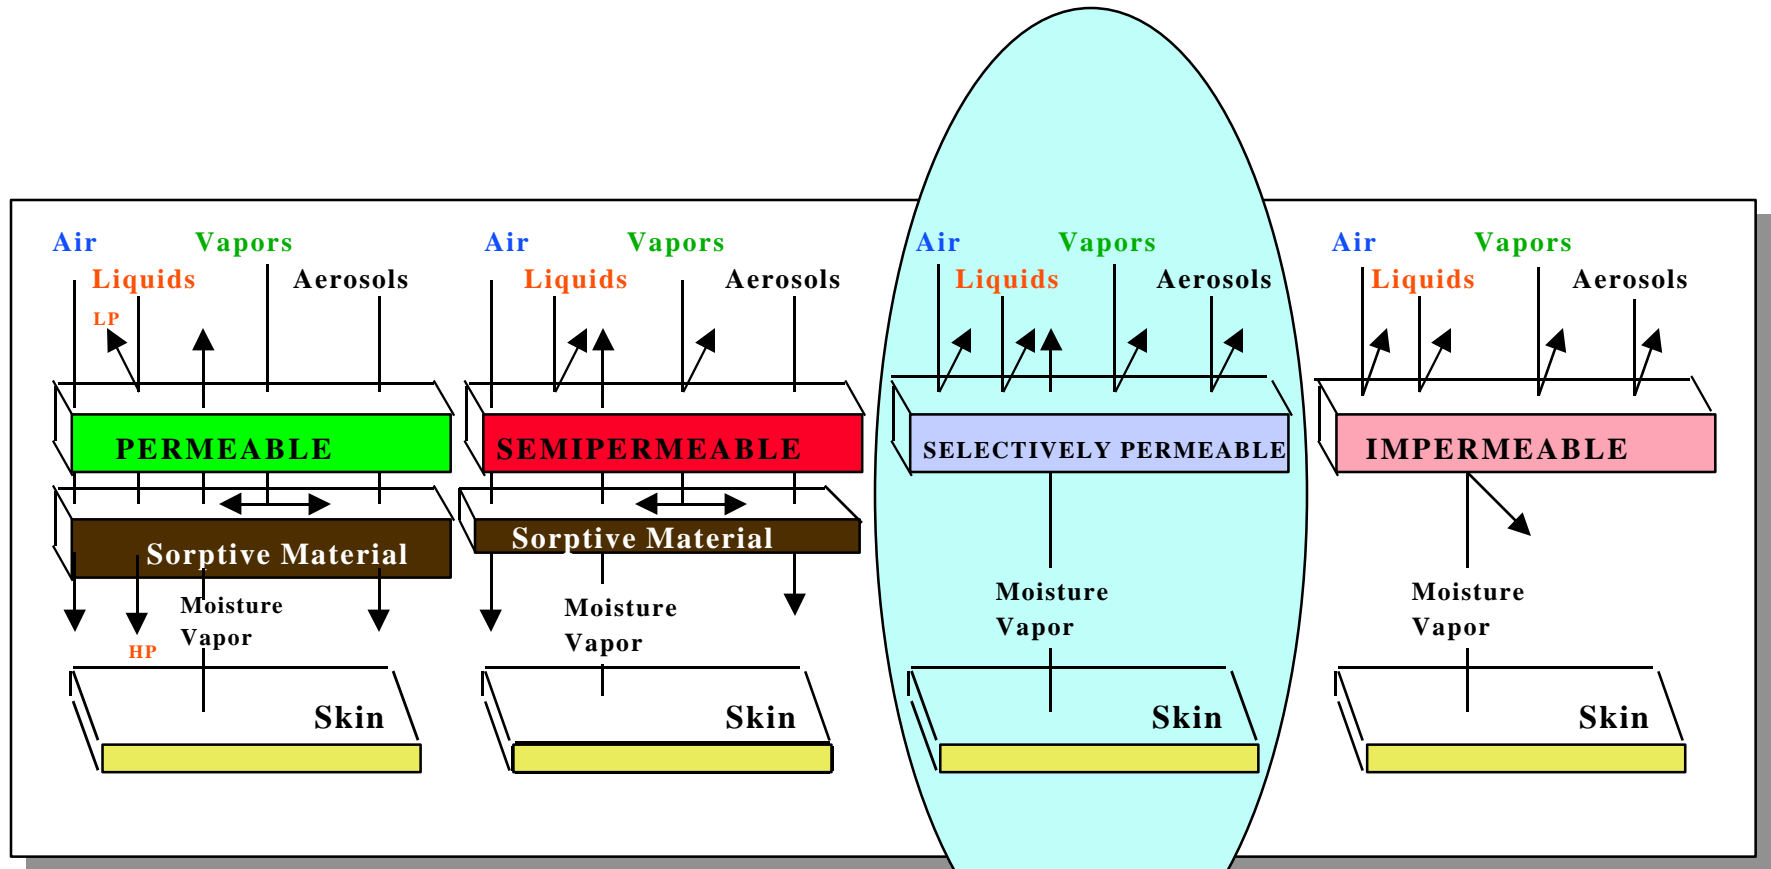 Air Vapors
Liquids Aerosols
LP
PERMEABLE
Sorptive Material
Moisture
Vapor
HP
Skin
Air Vapors
Liquids Aerosols
SEMIPERMEABLE
Sorptive Material
Moisture
Vapor
Skin
Air Vapors
Liquids Aerosols
SELECTIVELY PERMEABLE
Moisture
Vapor
Skin
Air Vapors
Liquids Aerosols
IMPERMEABLE
Moisture
Vapor
Skin